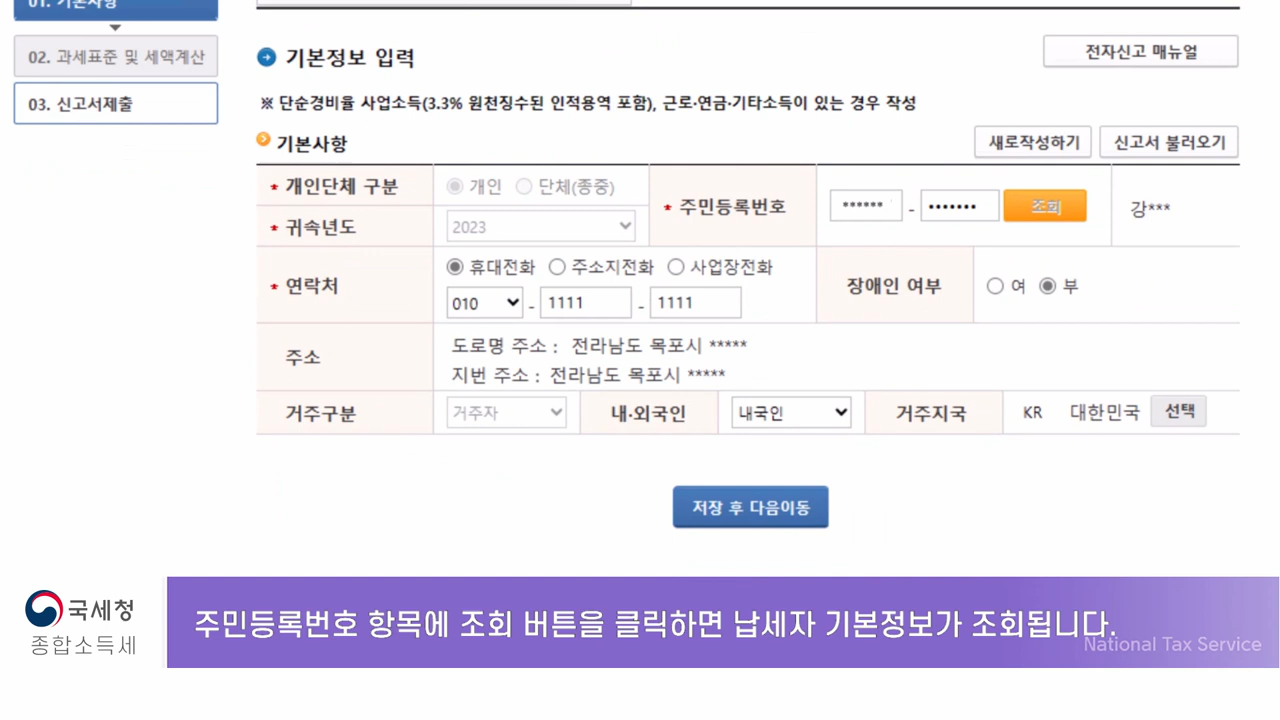 01. 기본사항
02. 과세표준 및 세액계산
03. 신고서제출
기본정보 입력
전자신고 매뉴얼
※ 단순경비율 사업소득(3.3% 원천징수된 인적용역 포함), 근로·연금·기타소득이 있는 경우 작성
기본사항
새로작성하기
신고서 불러오기
* 개인단체 구분
개인 단체(종중)
* 귀속년도
2023
* 주민등록번호
****** - •••••••
조회
강***
* 연락처
휴대전화 주소지전화 사업장전화
010 - 1111 - 1111
장애인 여부
여 부
주소
도로명 주소 : 전라남도 목포시 *****
지번 주소 : 전라남도 목포시 *****
거주구분
거주자
내·외국인
내국인
거주지국
KR 대한민국
선택
저장 후 다음이동
국세청
종합소득세
주민등록번호 항목에 조회 버튼을 클릭하면 납세자 기본정보가 조회됩니다.
National Tax Service